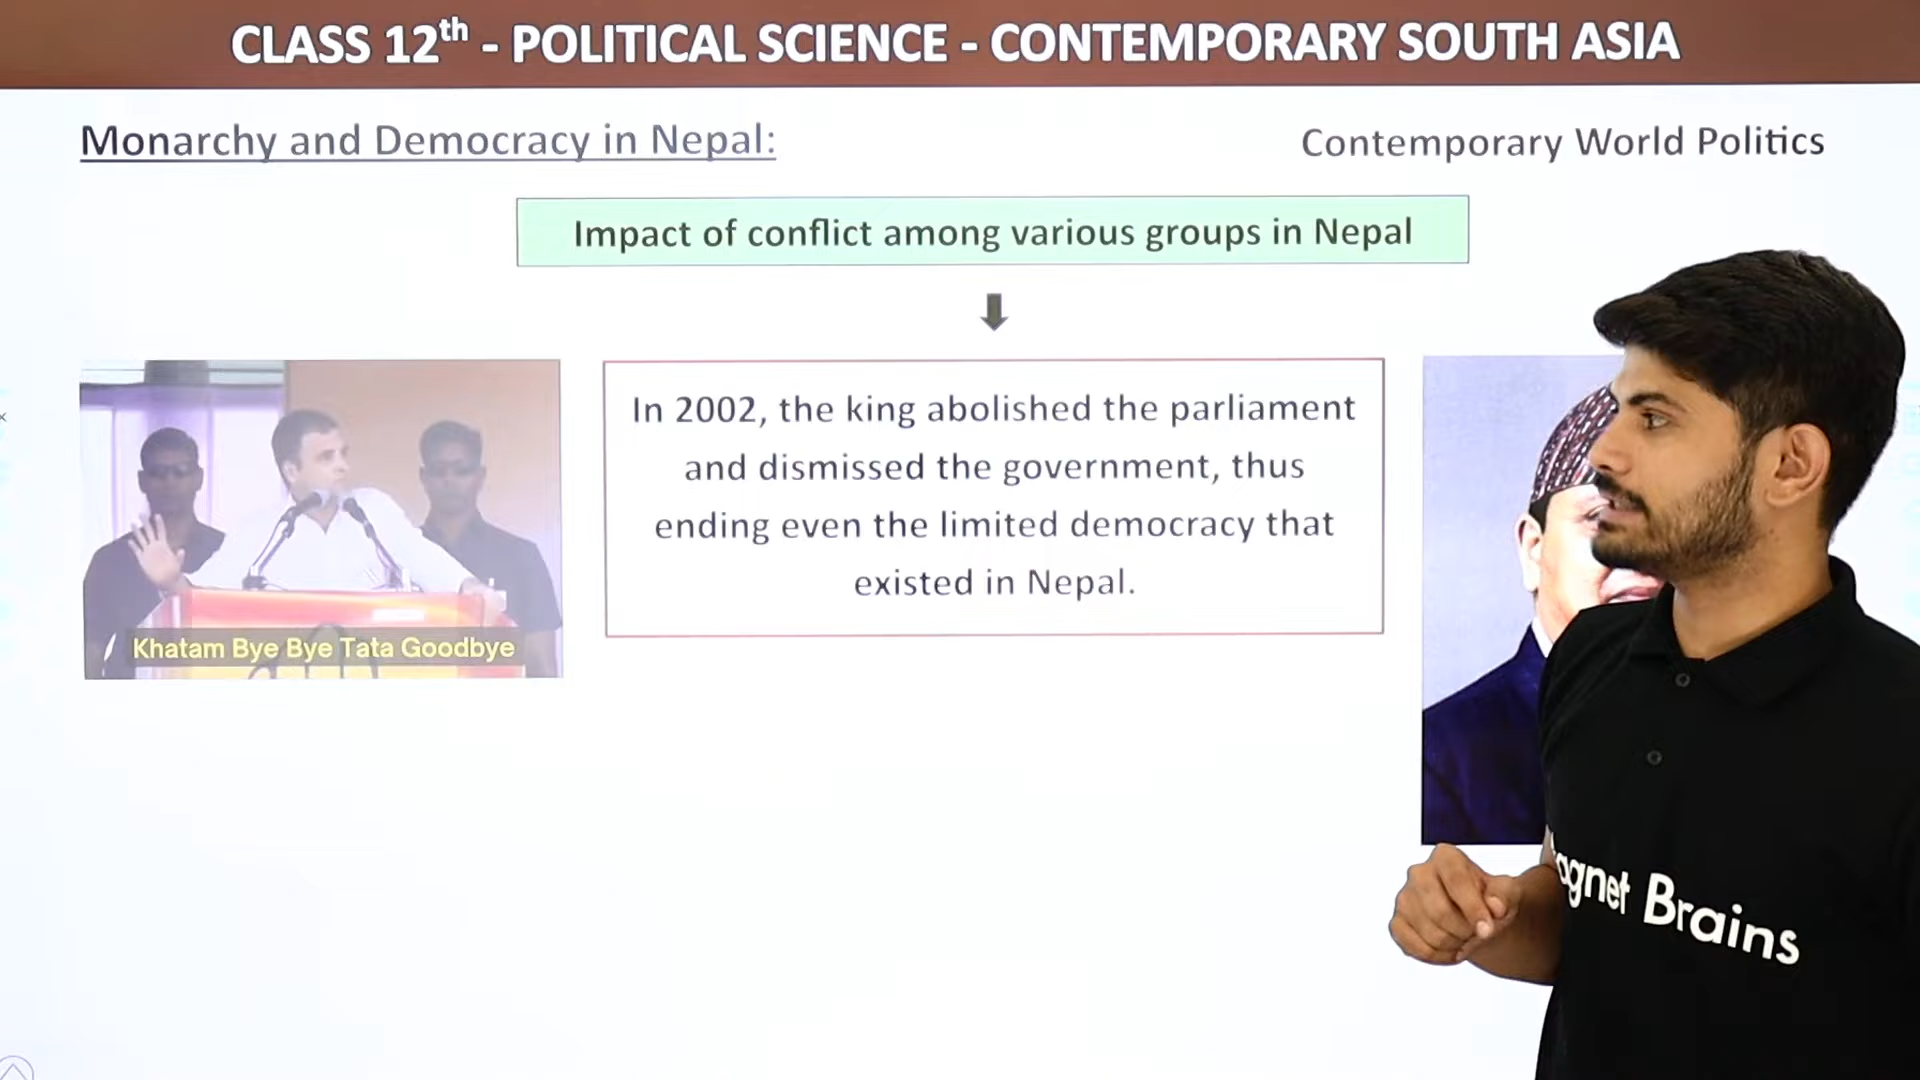 CLASS 12th - POLITICAL SCIENCE - CONTEMPORARY SOUTH ASIA
Monarchy and Democracy in Nepal:
Contemporary World Politics
Impact of conflict among various groups in Nepal
In 2002, the king abolished the parliament
and dismissed the government, thus
ending even the limited democracy that
existed in Nepal.
Khatam Bye Bye Tata Goodbye
agnet Brains